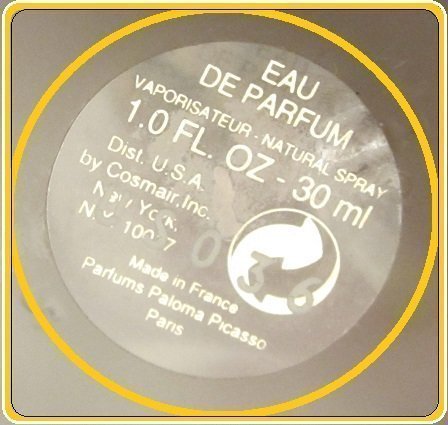 EAU
DE PARFUM
VAPORISATEUR - NATURAL SPRAY
1.0 FL. OZ - 30 ml
Dist. U.S.A.
by Cosmair, Inc.
New York,
N.Y.
Made in France
Parfums Paloma Picasso
Paris